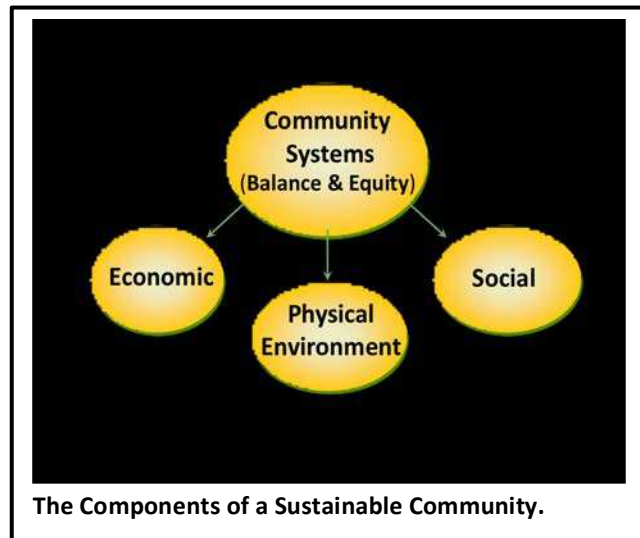 Community
Systems
(Balance & Equity)
Economic
Social
Physical
Environment
The Components of a Sustainable Community.